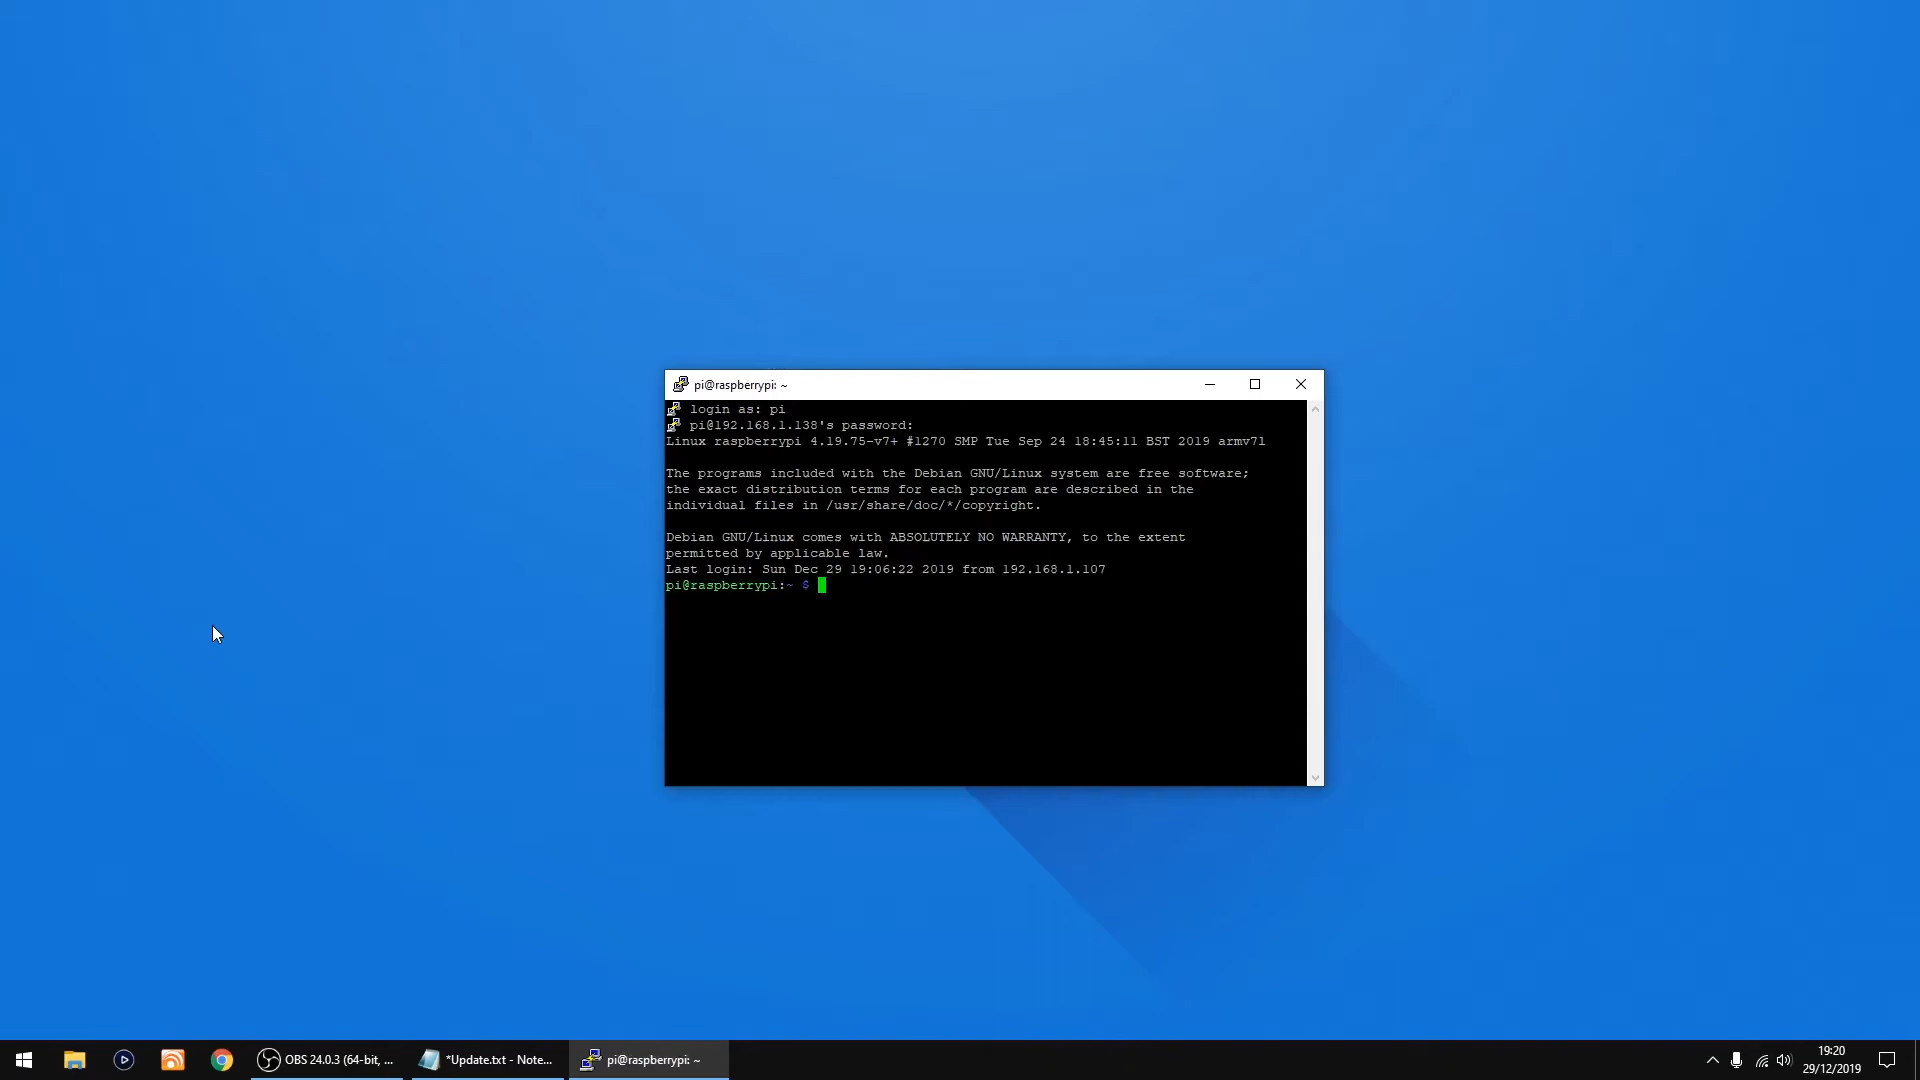 pi@raspberrypi: ~
login as: pi
pi@192.168.1.138's password:
Linux raspberrypi 4.19.75-v7+ #1270 SMP Tue Sep 24 18:45:11 BST 2019 armv7l
The programs included with the Debian GNU/Linux system are free software;
the exact distribution terms for each program are described in the
individual files in /usr/share/doc/*/copyright.
Debian GNU/Linux comes with ABSOLUTELY NO WARRANTY, to the extent
permitted by applicable law.
Last login: Sun Dec 29 19:06:22 2019 from 192.168.1.107
pi@raspberrypi:~ $
OBS 24.0.3 (64-bit, ...
*Update.txt - Note...
pi@raspberrypi: ~
19:20
29/12/2019